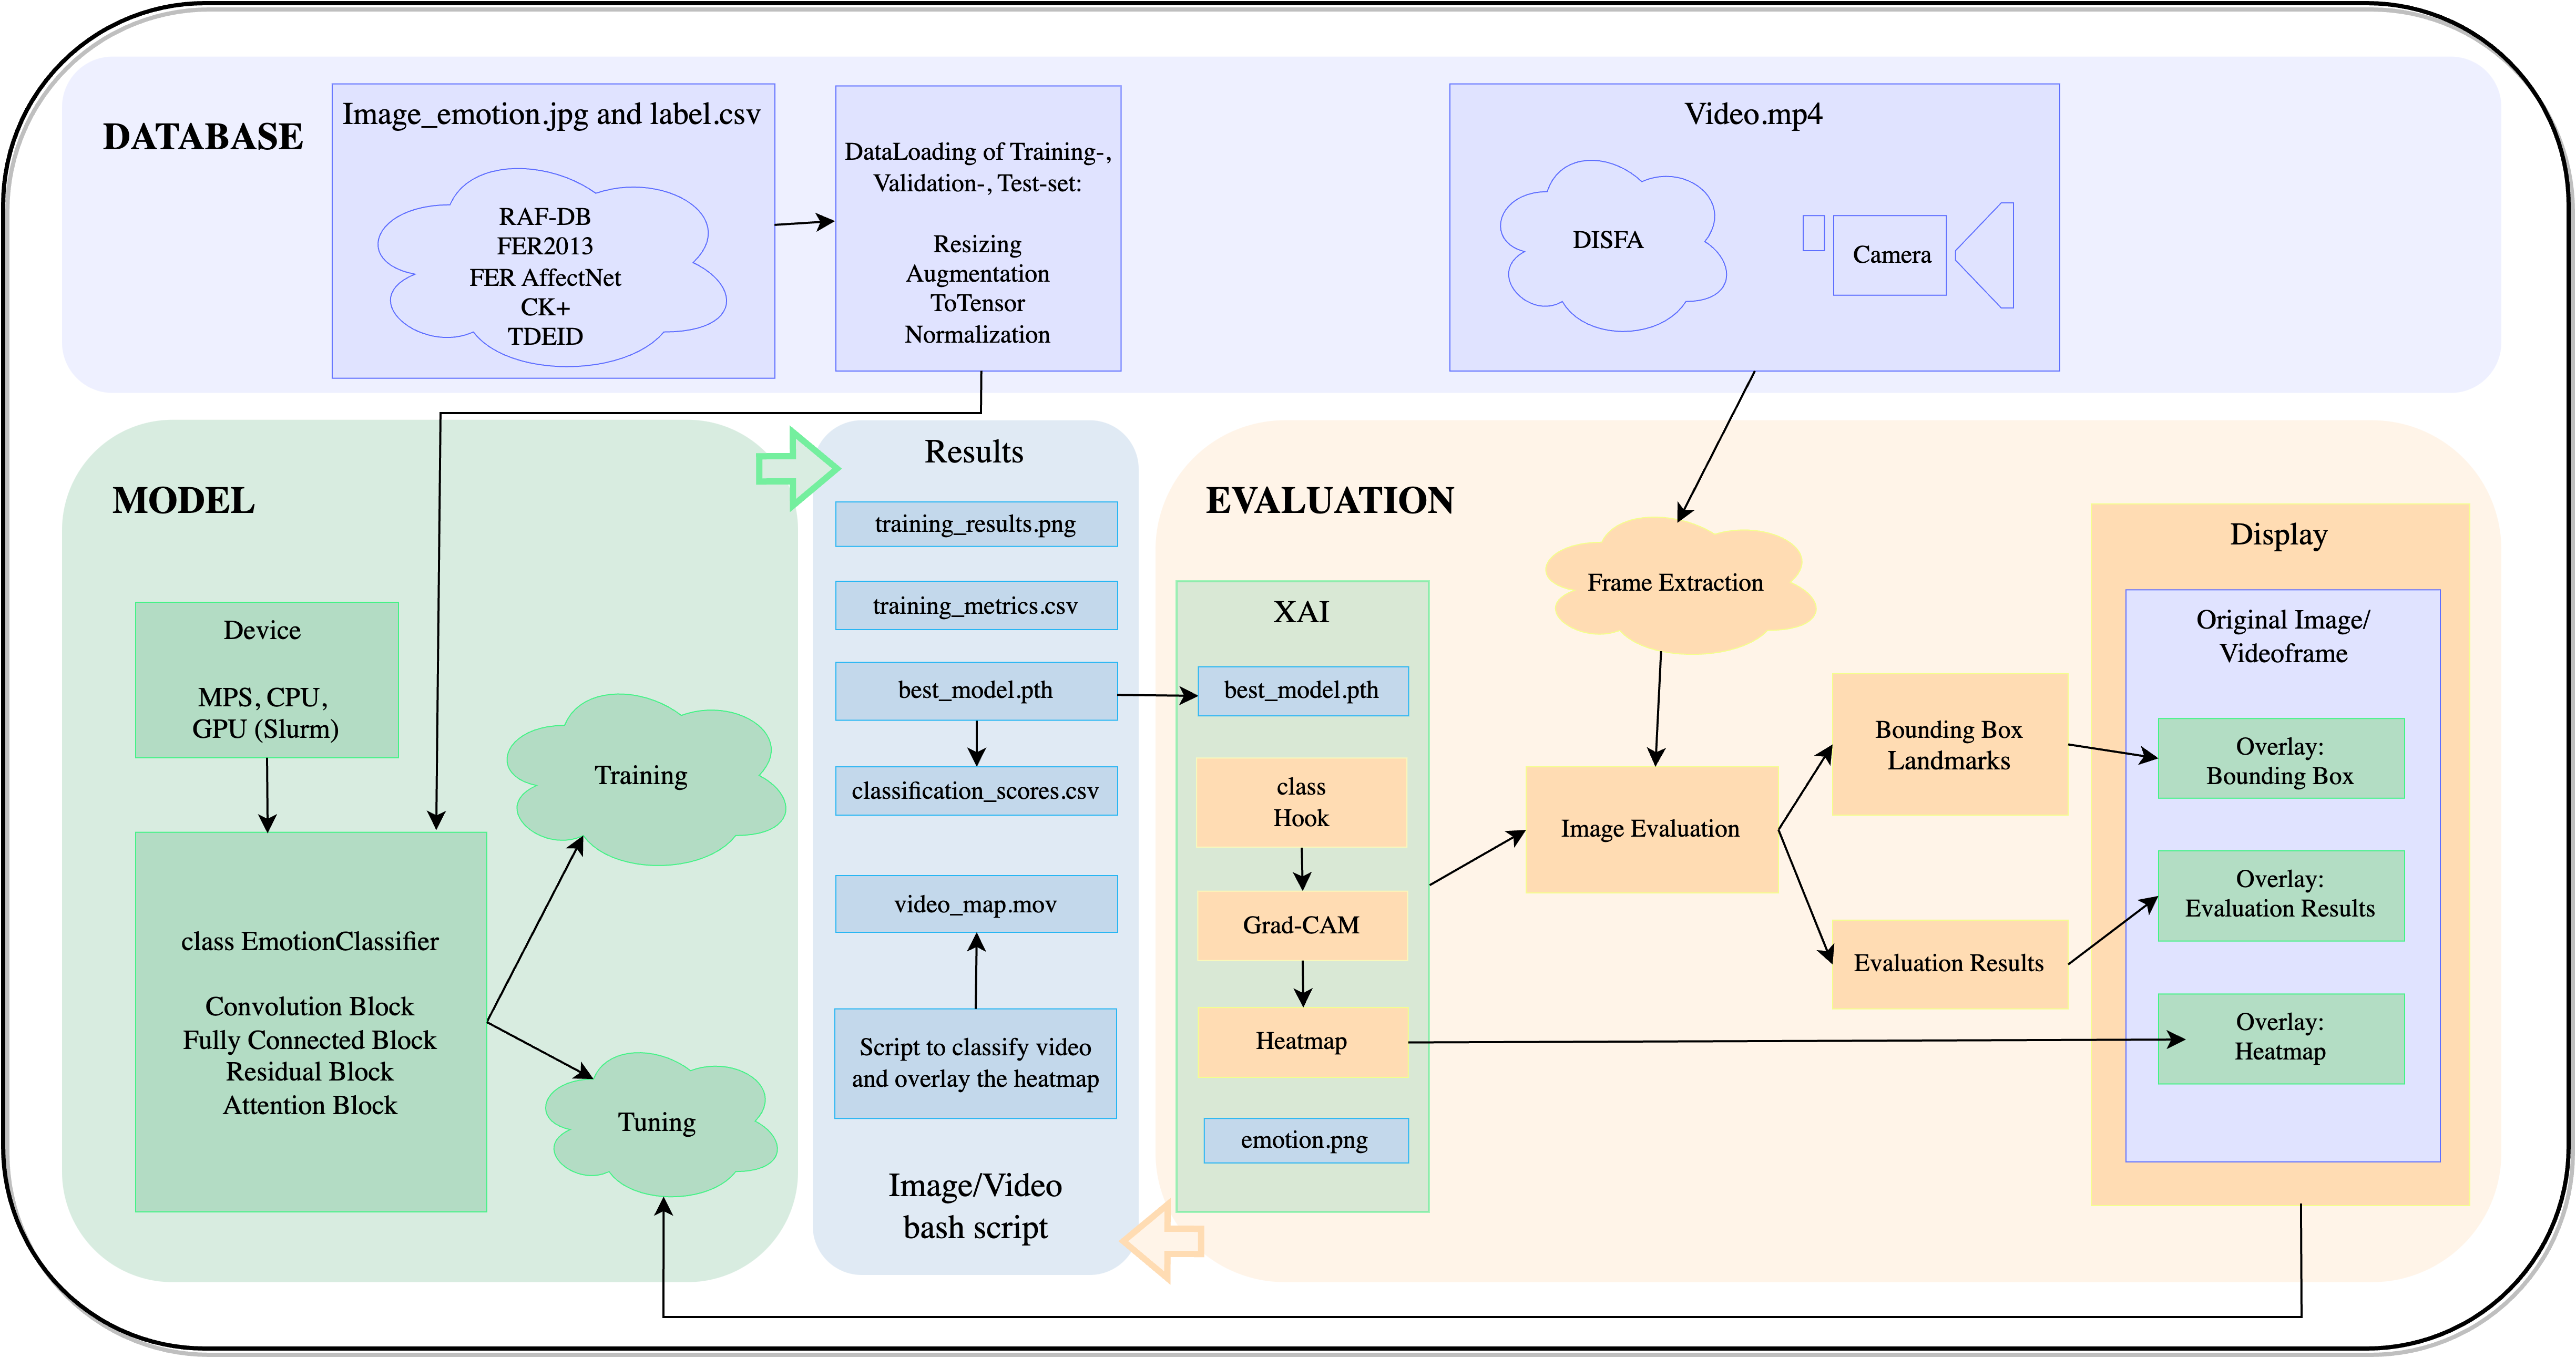 DATABASE
Image_emotion.jpg and label.csv
RAF-DB
FER2013
FER AffectNet
CK+
TDEID
DataLoading of Training-,
Validation-, Test-set:
Resizing
Augmentation
ToTensor
Normalization
Video.mp4
DISFA
Camera
MODEL
Device
MPS, CPU,
GPU (Slurm)
class EmotionClassifier
Convolution Block
Fully Connected Block
Residual Block
Attention Block
Training
Tuning
Results
training_results.png
training_metrics.csv
best_model.pth
classification_scores.csv
video_map.mov
Script to classify video
and overlay the heatmap
Image/Video
bash script
EVALUATION
XAI
best_model.pth
class
Hook
Grad-CAM
Heatmap
emotion.png
Frame Extraction
Image Evaluation
Bounding Box
Landmarks
Evaluation Results
Display
Original Image/
Videoframe
Overlay:
Bounding Box
Overlay:
Evaluation Results
Overlay:
Heatmap